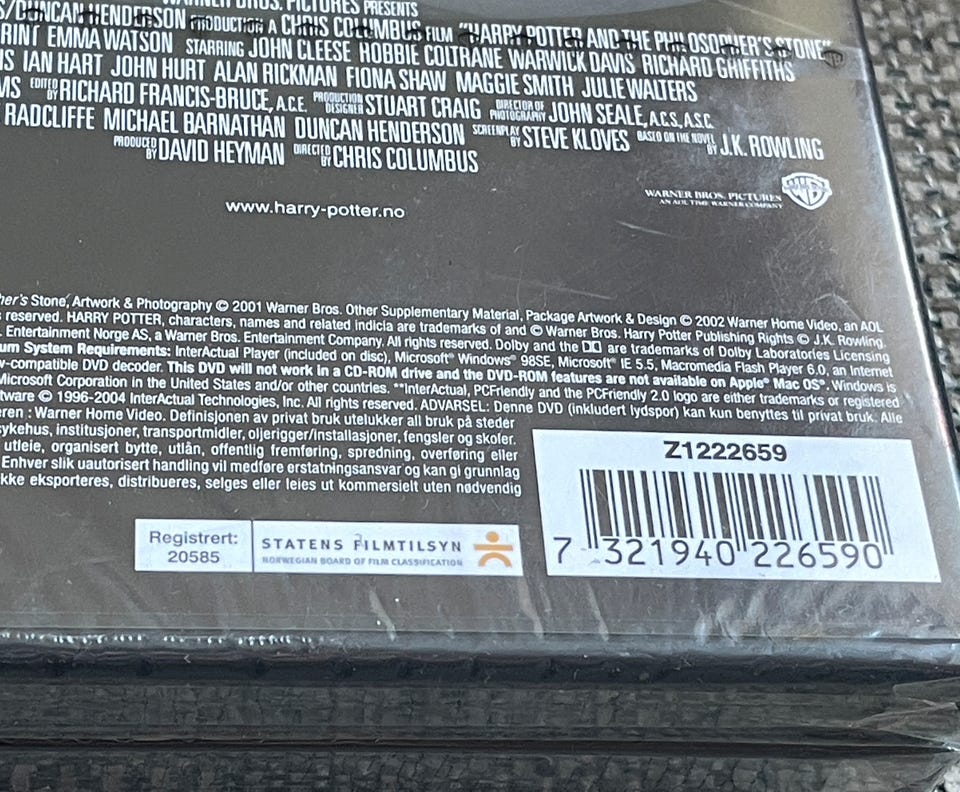 WARNER BROS. PICTURES PRESENTS
S/DUNCAN HENDERSON PRODUCTION A CHRIS COLUMBUS FILM "HARRY POTTER AND THE PHILOSOPHER'S STONE"
RINT EMMA WATSON STARRING JOHN CLEESE ROBBIE COLTRANE WARWICK DAVIS RICHARD GRIFFITHS
IS IAN HART JOHN HURT ALAN RICKMAN FIONA SHAW MAGGIE SMITH JULIE WALTERS
MS EDITED BY RICHARD FRANCIS-BRUCE, A.C.E. PRODUCTION DESIGNER STUART CRAIG DIRECTOR OF PHOTOGRAPHY JOHN SEALE, A.C.S., A.S.C.
RADCLIFFE MICHAEL BARNATHAN DUNCAN HENDERSON SCREENPLAY BY STEVE KLOVES BASED ON THE NOVEL BY J.K. ROWLING
PRODUCED BY DAVID HEYMAN DIRECTED BY CHRIS COLUMBUS
WARNER BROS. PICTURES
AN AOL TIME WARNER COMPANY
WB
www.harry-potter.no
her's Stone, Artwork & Photography © 2001 Warner Bros. Other Supplementary Material, Package Artwork & Design © 2002 Warner Home Video, an AOL
s reserved. HARRY POTTER, characters, names and related indicia are trademarks of and © Warner Bros. Harry Potter Publishing Rights © J.K. Rowling.
. Entertainment Norge AS, a Warner Bros. Entertainment Company. All rights reserved. Dolby and the DD are trademarks of Dolby Laboratories Licensing
um System Requirements: InterActual Player (included on disc), Microsoft® Windows® 98SE, Microsoft® IE 5.5, Macromedia Flash Player 6.0, an Internet
w-compatible DVD decoder. This DVD will not work in a CD-ROM drive and the DVD-ROM features are not available on Apple® Mac OS®. Windows is
Microsoft Corporation in the United States and/or other countries. **InterActual, PCFriendly and the PCFriendly 2.0 logo are either trademarks or registered
tware © 1996-2004 InterActual Technologies, Inc. All rights reserved. ADVARSEL: Denne DVD (inkludert lydspor) kan kun benyttes til privat bruk. Alle
eren : Warner Home Video. Definisjonen av privat bruk utelukker all bruk på steder
sykehus, institusjoner, transportmidler, oljerigger/installasjoner, fengsler og skoler.
utleie, organisert bytte, utlån, offentlig fremføring, spredning, overføring eller
Enhver slik uautorisert handling vil medføre erstatningsansvar og kan gi grunnlag
kke eksporteres, distribueres, selges eller leies ut kommersielt uten nødvendig
Z1222659
7 321940 226590
Registrert:
20585
STATENS FILMTILSYN
NORWEGIAN BOARD OF FILM CLASSIFICATION